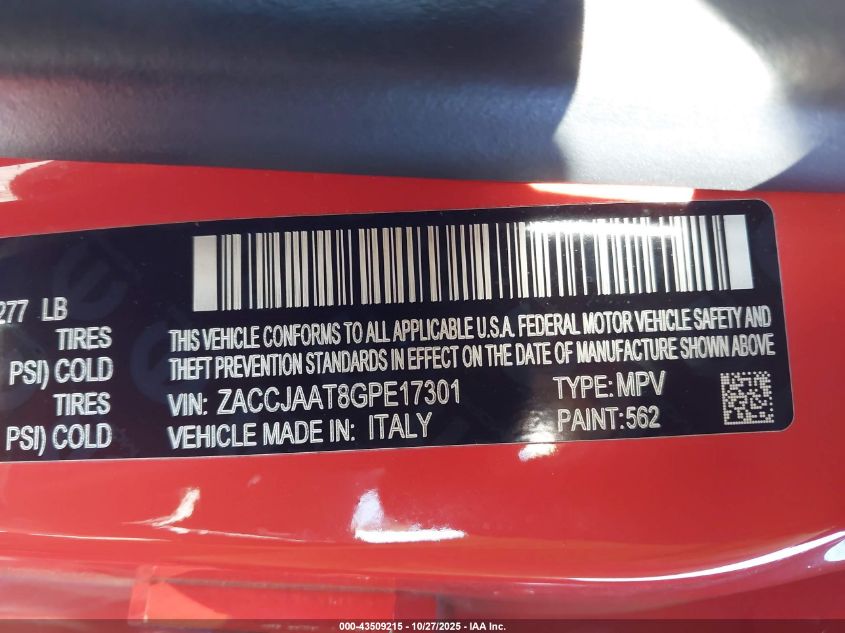 277 LB
TIRES
PSI) COLD
TIRES
PSI) COLD
THIS VEHICLE CONFORMS TO ALL APPLICABLE U.S.A. FEDERAL MOTOR VEHICLE SAFETY AND
THEFT PREVENTION STANDARDS IN EFFECT ON THE DATE OF MANUFACTURE SHOWN ABOVE.
VIN: ZACCJAAT8GPE17301 TYPE: MPV
VEHICLE MADE IN: ITALY PAINT:562
000-43509215 - 10/27/2025 - IAA Inc.